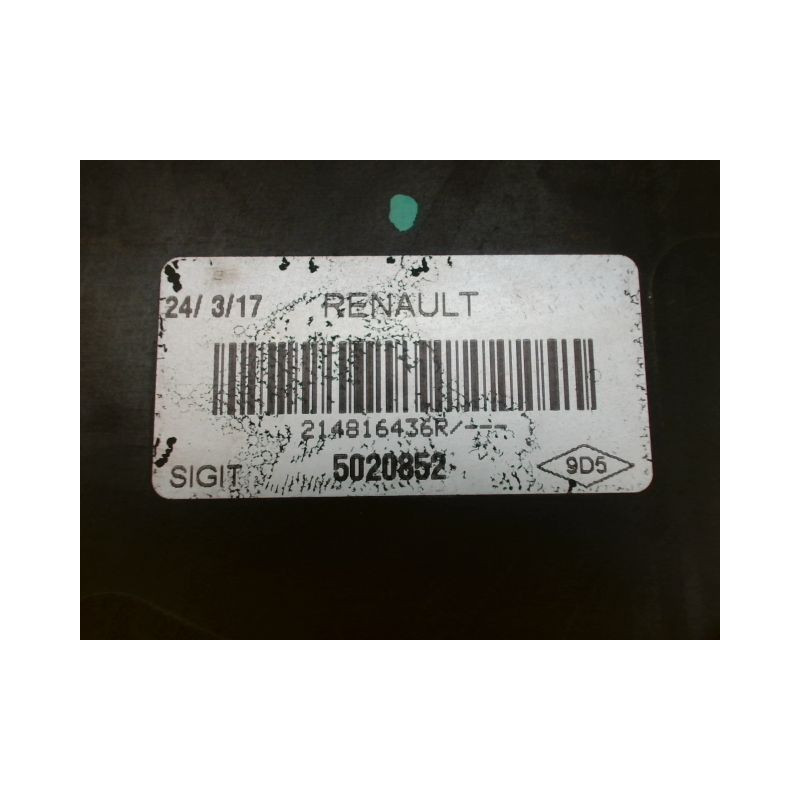 24/ 3/17 RENAULT
214816436R/---
SIGIT 5020852 9D5